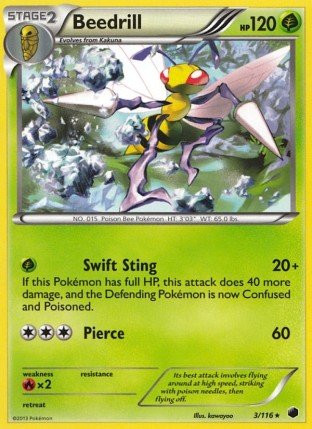 STAGE2 Beedrill HP120
Evolves from Kakuna
NO. 015 Poison Bee Pokémon HT: 3'03" WT: 65.0 lbs.
Swift Sting 20+
If this Pokémon has full HP, this attack does 40 more
damage, and the Defending Pokémon is now Confused
and Poisoned.
Pierce 60
weakness resistance
×2
retreat
Its best attack involves flying
around at high speed, striking
with poison needles, then
flying off.
©2013 Pokémon Illus. kawayoo 3/116 ★